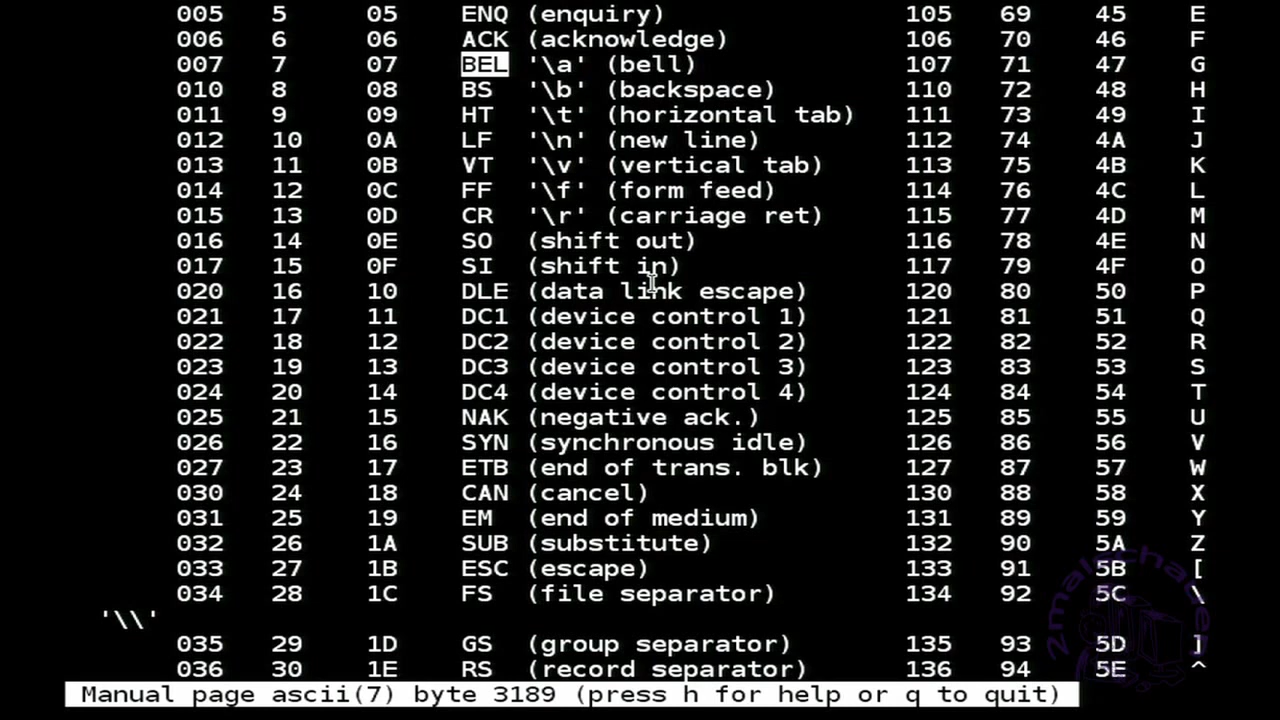 005 5 05 ENQ (enquiry) 105 69 45 E
006 6 06 ACK (acknowledge) 106 70 46 F
007 7 07 BEL '\a' (bell) 107 71 47 G
010 8 08 BS '\b' (backspace) 110 72 48 H
011 9 09 HT '\t' (horizontal tab) 111 73 49 I
012 10 0A LF '\n' (new line) 112 74 4A J
013 11 0B VT '\v' (vertical tab) 113 75 4B K
014 12 0C FF '\f' (form feed) 114 76 4C L
015 13 0D CR '\r' (carriage ret) 115 77 4D M
016 14 0E SO (shift out) 116 78 4E N
017 15 0F SI (shift in) 117 79 4F O
020 16 10 DLE (data link escape) 120 80 50 P
021 17 11 DC1 (device control 1) 121 81 51 Q
022 18 12 DC2 (device control 2) 122 82 52 R
023 19 13 DC3 (device control 3) 123 83 53 S
024 20 14 DC4 (device control 4) 124 84 54 T
025 21 15 NAK (negative ack.) 125 85 55 U
026 22 16 SYN (synchronous idle) 126 86 56 V
027 23 17 ETB (end of trans. blk) 127 87 57 W
030 24 18 CAN (cancel) 130 88 58 X
031 25 19 EM (end of medium) 131 89 59 Y
032 26 1A SUB (substitute) 132 90 5A Z
033 27 1B ESC (escape) 133 91 5B [
034 28 1C FS (file separator) 134 92 5C \
'\\'
035 29 1D GS (group separator) 135 93 5D ]
036 30 1E RS (record separator) 136 94 5E ^
Manual page ascii(7) byte 3189 (press h for help or q to quit)